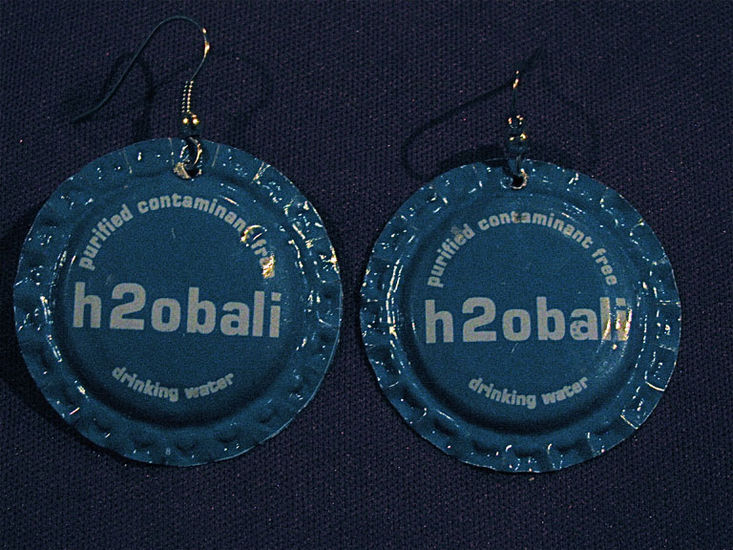 purified contaminant free
h2obali
drinking water
purified contaminant free
h2obali
drinking water